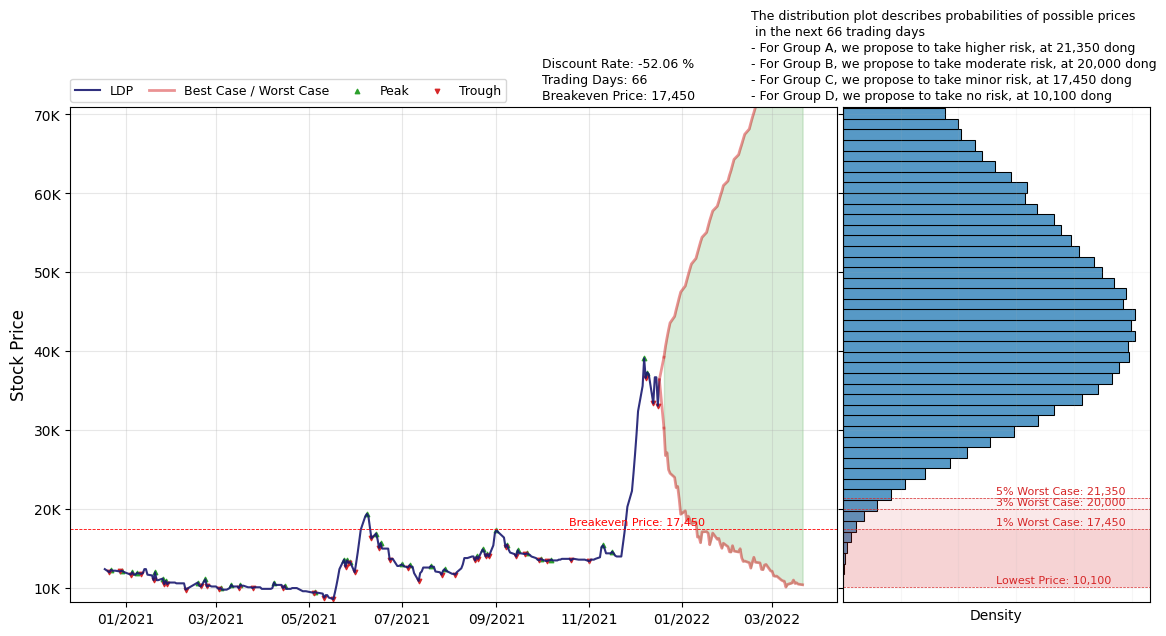 The distribution plot describes probabilities of possible prices
in the next 66 trading days
- For Group A, we propose to take higher risk, at 21,350 dong
- For Group B, we propose to take moderate risk, at 20,000 dong
- For Group C, we propose to take minor risk, at 17,450 dong
- For Group D, we propose to take no risk, at 10,100 dong
Discount Rate: -52.06 %
Trading Days: 66
Breakeven Price: 17,450
LDP
Best Case / Worst Case
Peak
Trough
Stock Price
70K
60K
50K
40K
30K
20K
10K
Breakeven Price: 17,450
01/2021
03/2021
05/2021
07/2021
09/2021
11/2021
01/2022
03/2022
5% Worst Case: 21,350
3% Worst Case: 20,000
1% Worst Case: 17,450
Lowest Price: 10,100
Density